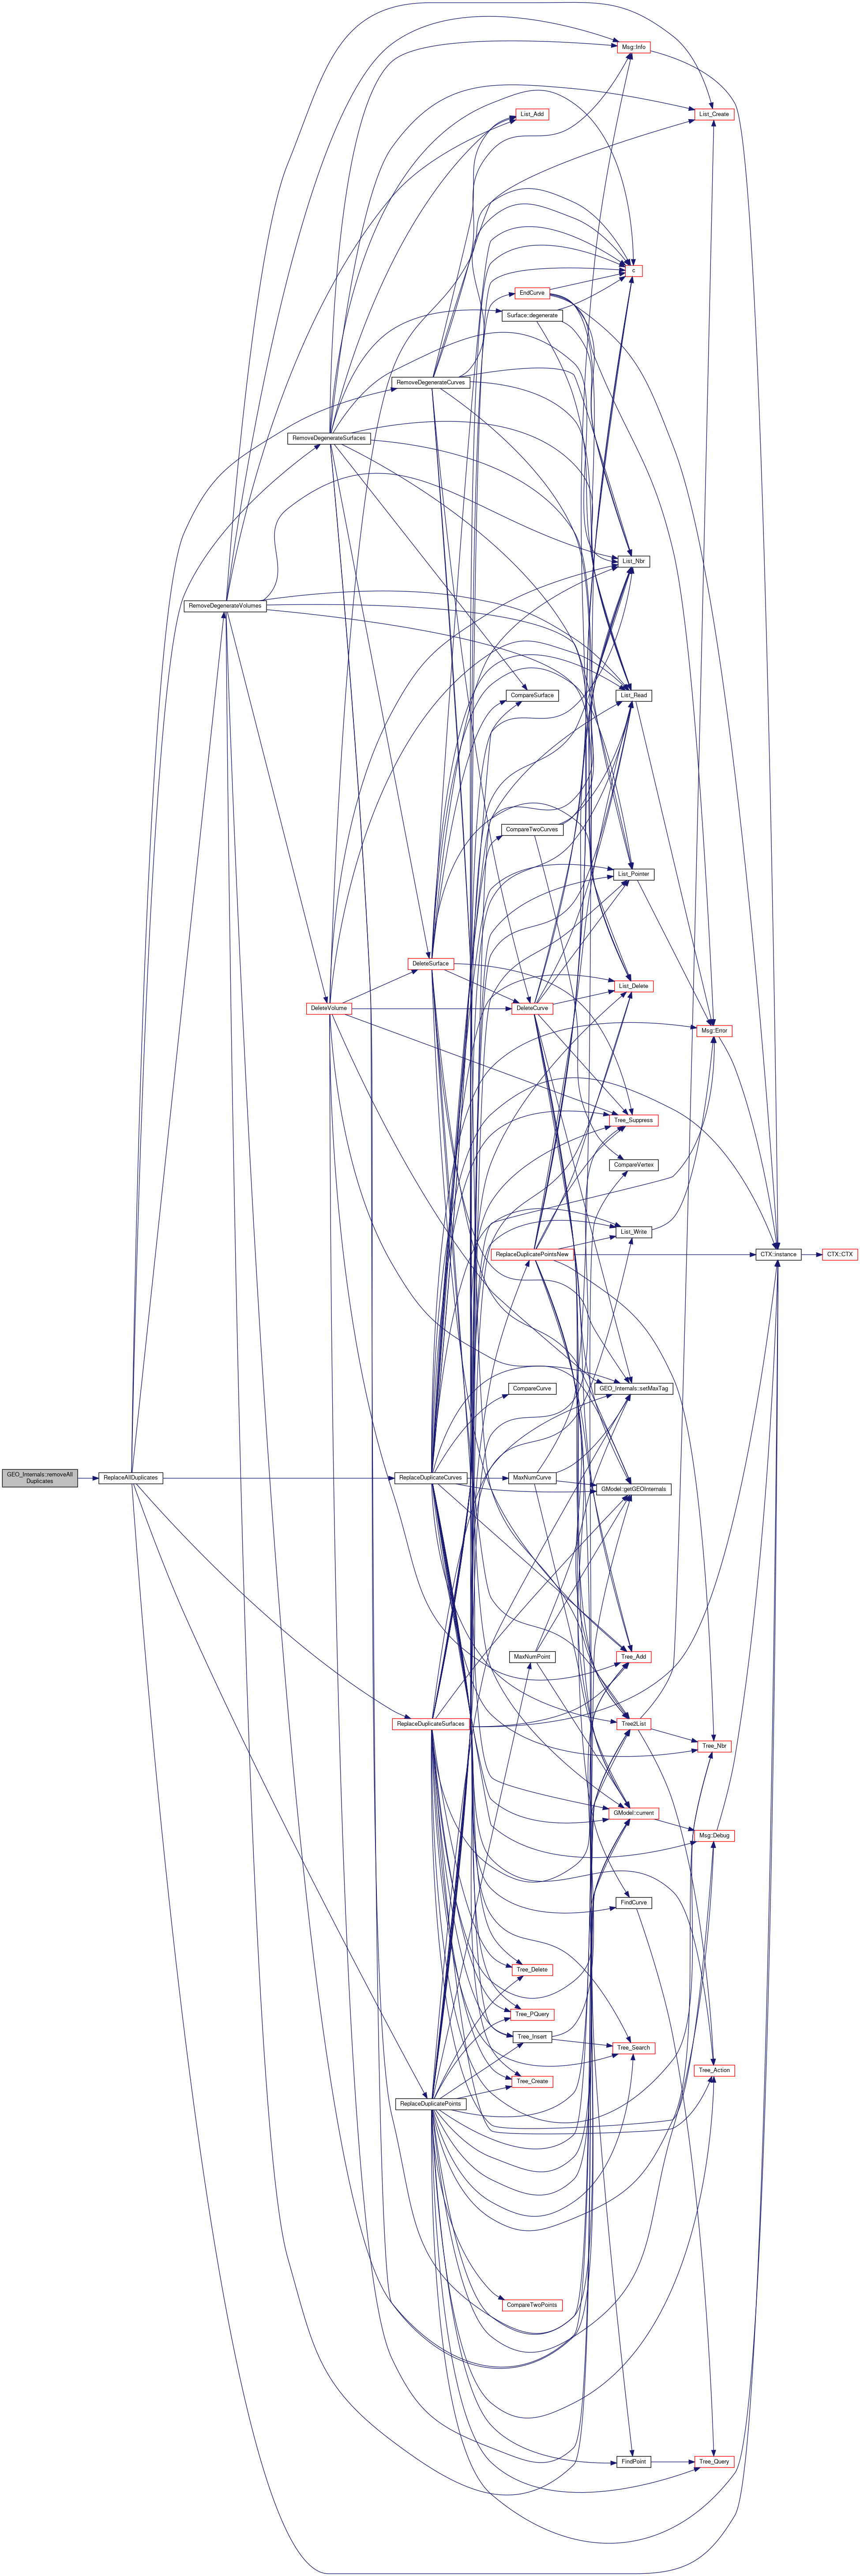 Msg::Info
List_Add
List_Create
c
EndCurve
Surface::degenerate
RemoveDegenerateCurves
RemoveDegenerateSurfaces
List_Nbr
RemoveDegenerateVolumes
CompareSurface
List_Read
CompareTwoCurves
List_Pointer
DeleteSurface
List_Delete
DeleteVolume
DeleteCurve
Msg::Error
Tree_Suppress
CompareVertex
List_Write
ReplaceDuplicatePointsNew
CTX::instance
CTX::CTX
CompareCurve
GEO_Internals::setMaxTag
GEO_Internals::removeAll
Duplicates
ReplaceAllDuplicates
ReplaceDuplicateCurves
MaxNumCurve
GModel::getGEOInternals
MaxNumPoint
Tree_Add
ReplaceDuplicateSurfaces
Tree2List
Tree_Nbr
GModel::current
Msg::Debug
FindCurve
Tree_Delete
Tree_PQuery
Tree_Insert
Tree_Search
Tree_Action
Tree_Create
ReplaceDuplicatePoints
CompareTwoPoints
FindPoint
Tree_Query